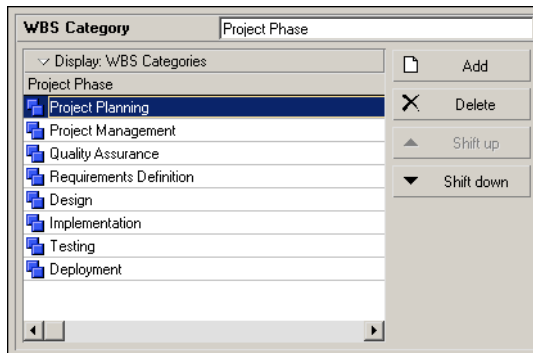 WBS Category Project Phase
Display: WBS Categories
Project Phase
Project Planning
Project Management
Quality Assurance
Requirements Definition
Design
Implementation
Testing
Deployment
Add
Delete
Shift up
Shift down